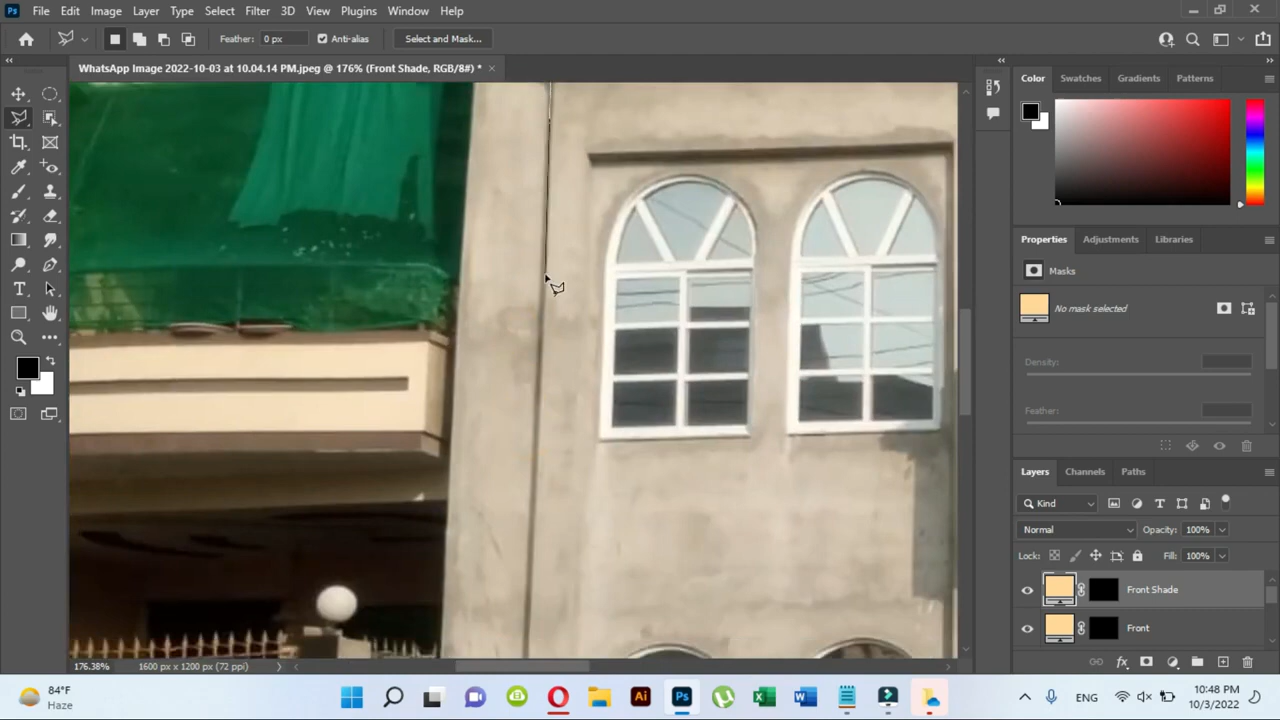 Ps File Edit Image Layer Type Select Filter 3D View Plugins Window Help
Feather: 0 px Anti-alias Select and Mask...
WhatsApp Image 2022-10-03 at 10.04.14 PM.jpeg @ 176% (Front Shade, RGB/8#) * ×
Color Swatches Gradients Patterns
Properties Adjustments Libraries
Masks
No mask selected
Density:
Feather:
Layers Channels Paths
Kind
Normal Opacity: 100%
Lock: Fill: 100%
Front Shade
Front
176.38% 1600 px x 1200 px (72 ppi)
84°F
Haze
Ai Ps
ENG
10:48 PM
10/3/2022